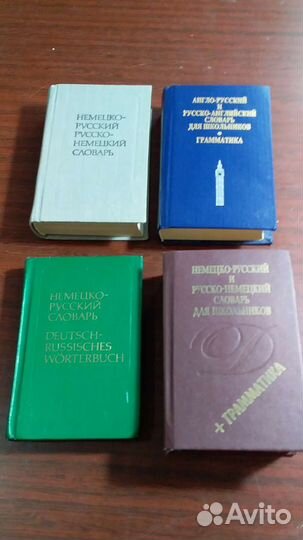 НЕМЕЦКО-
РУССКИЙ
РУССКО-
НЕМЕЦКИЙ
СЛОВАРЬ
АНГЛО-РУССКИЙ
И
РУССКО-АНГЛИЙСКИЙ
СЛОВАРЬ
ДЛЯ ШКОЛЬНИКОВ
ГРАММАТИКА
НЕМЕЦКО-
РУССКИЙ
СЛОВАРЬ
DEUTSCH-
RUSSISCHES
WÖRTERBUCH
НЕМЕЦКО-РУССКИЙ
И
РУССКО-НЕМЕЦКИЙ
СЛОВАРЬ
ДЛЯ ШКОЛЬНИКОВ
+ ГРАММАТИКА
Avito